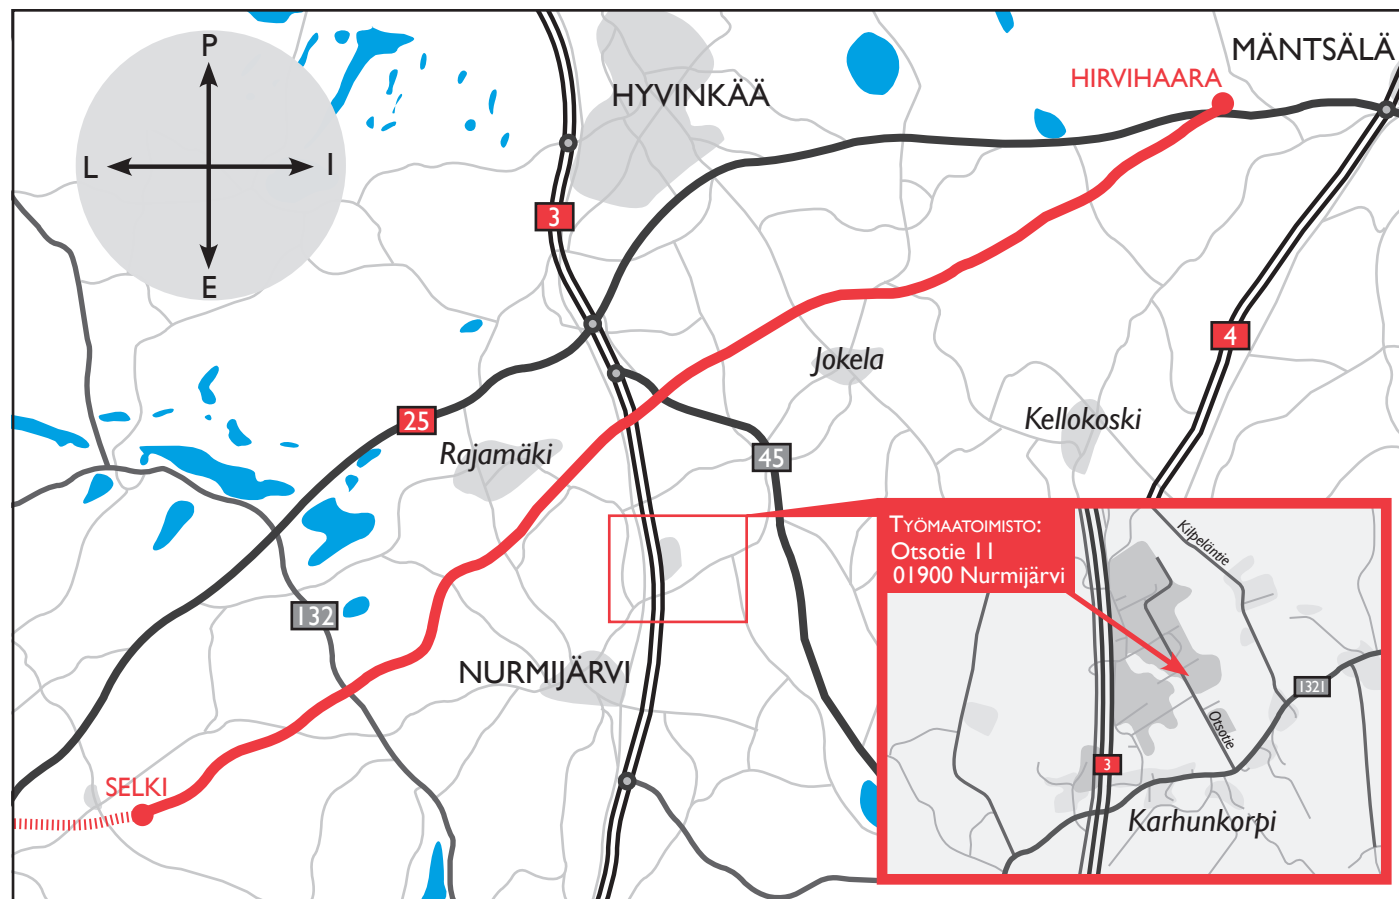 P
L
I
E
HYVINKÄÄ
MÄNTSÄLÄ
HIRVIHAARA
3
4
Jokela
25
Rajamäki
Kellokoski
45
132
NURMIJÄRVI
SELKI
TYÖMAATOIMISTO:
Otsotie 11
01900 Nurmijärvi
Kilpeläntie
1321
Otsotie
3
Karhunkorpi